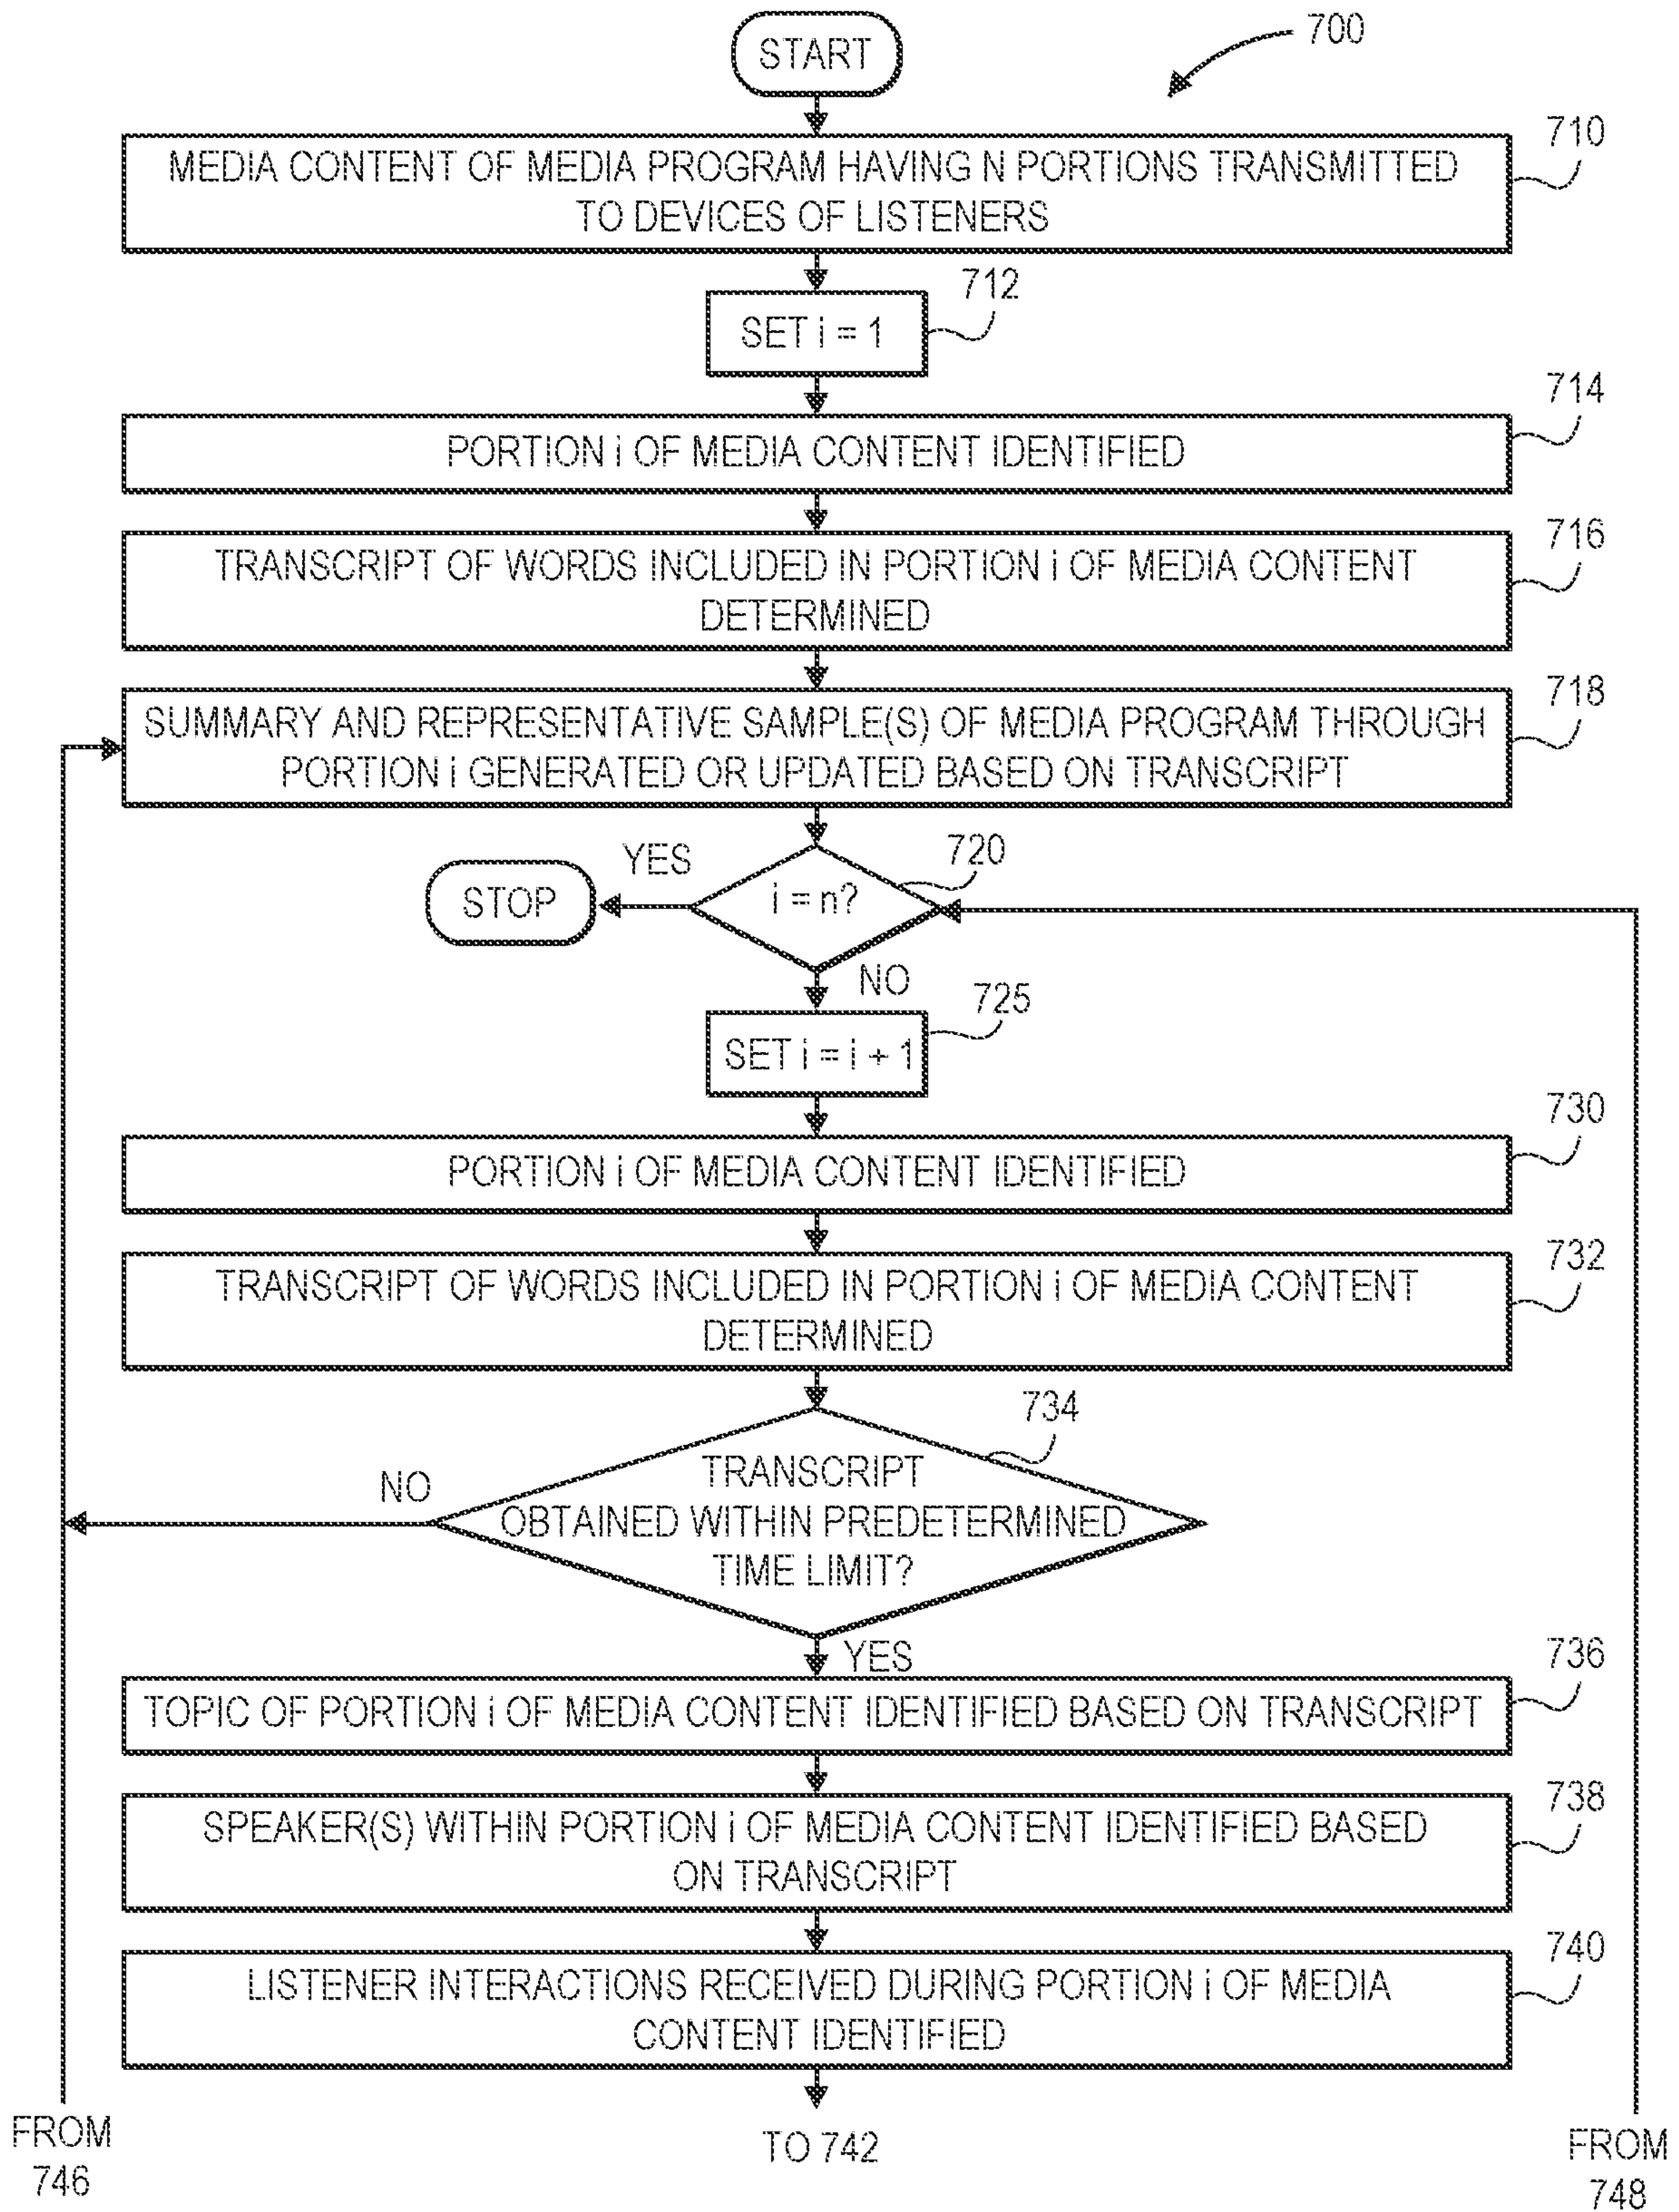 START
700
710
MEDIA CONTENT OF MEDIA PROGRAM HAVING N PORTIONS TRANSMITTED
TO DEVICES OF LISTENERS
712
SET i = 1
714
PORTION i OF MEDIA CONTENT IDENTIFIED
716
TRANSCRIPT OF WORDS INCLUDED IN PORTION i OF MEDIA CONTENT
DETERMINED
718
SUMMARY AND REPRESENTATIVE SAMPLE(S) OF MEDIA PROGRAM THROUGH
PORTION i GENERATED OR UPDATED BASED ON TRANSCRIPT
720
YES
i = n?
STOP
NO
725
SET i = i + 1
730
PORTION i OF MEDIA CONTENT IDENTIFIED
732
TRANSCRIPT OF WORDS INCLUDED IN PORTION i OF MEDIA CONTENT
DETERMINED
734
NO
TRANSCRIPT
OBTAINED WITHIN PREDETERMINED
TIME LIMIT?
YES
736
TOPIC OF PORTION i OF MEDIA CONTENT IDENTIFIED BASED ON TRANSCRIPT
738
SPEAKER(S) WITHIN PORTION i OF MEDIA CONTENT IDENTIFIED BASED
ON TRANSCRIPT
740
LISTENER INTERACTIONS RECEIVED DURING PORTION i OF MEDIA
CONTENT IDENTIFIED
FROM
746
TO 742
FROM
748